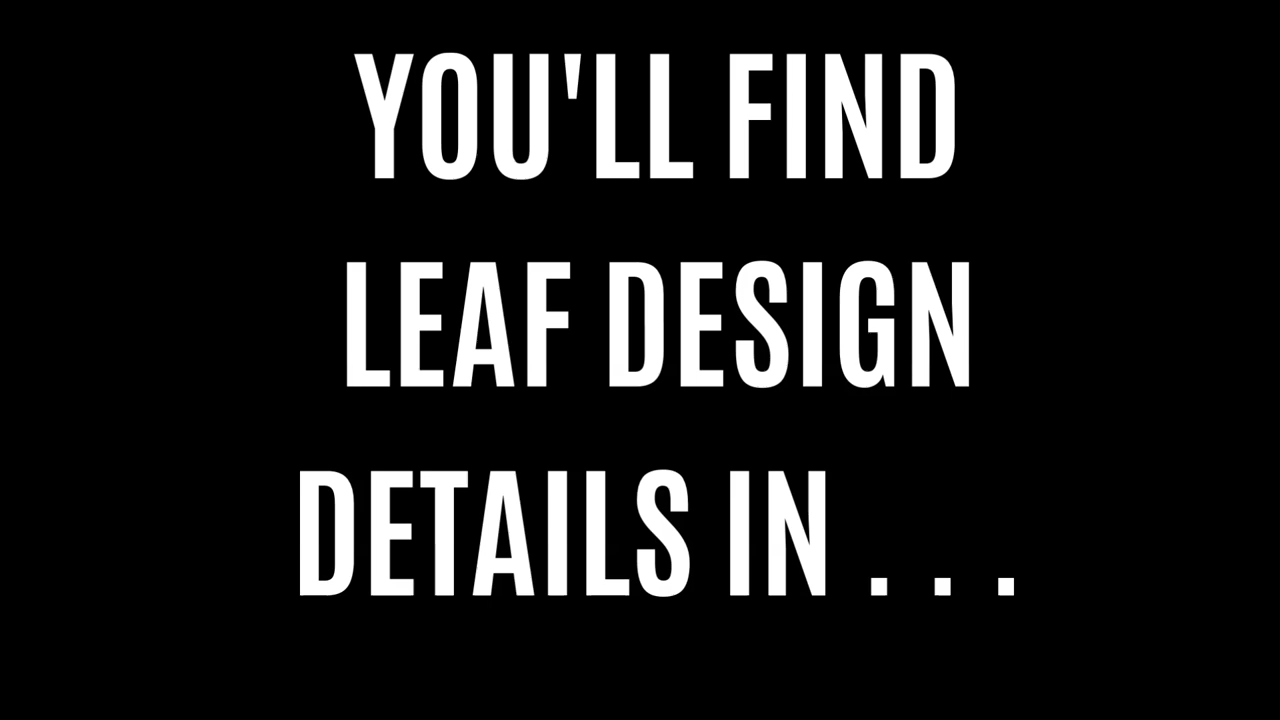 YOU'LL FIND
LEAF DESIGN
DETAILS IN . . .